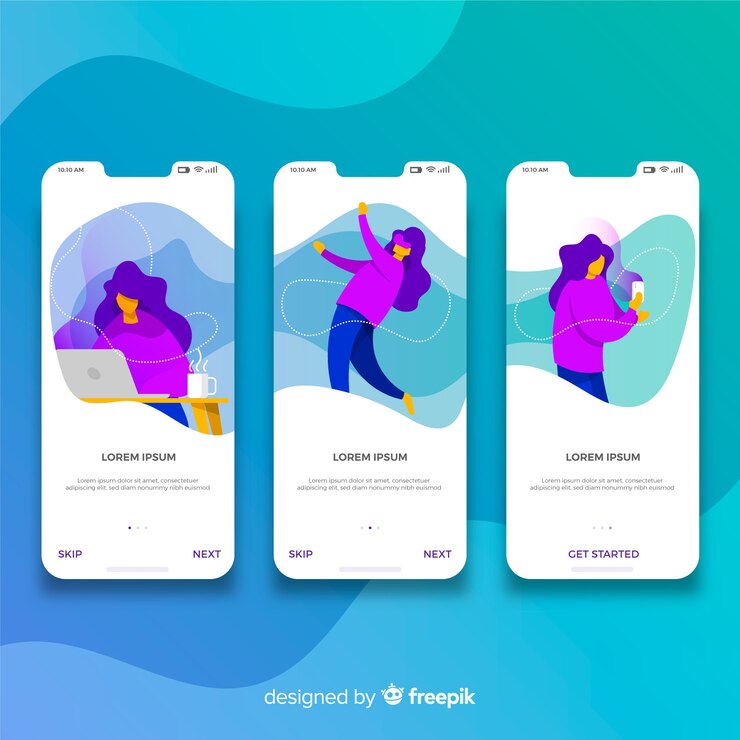 10.10 AM
10.10 AM
10.10 AM
LOREM IPSUM
Lorem ipsum dolor sit amet, consectetuer
adipiscing elit, sed diam nonummy nibh euismod
SKIP
NEXT
LOREM IPSUM
Lorem ipsum dolor sit amet, consectetuer
adipiscing elit, sed diam nonummy nibh euismod
SKIP
NEXT
LOREM IPSUM
Lorem ipsum dolor sit amet, consectetuer
adipiscing elit, sed diam nonummy nibh euismod
GET STARTED
designed by freepik